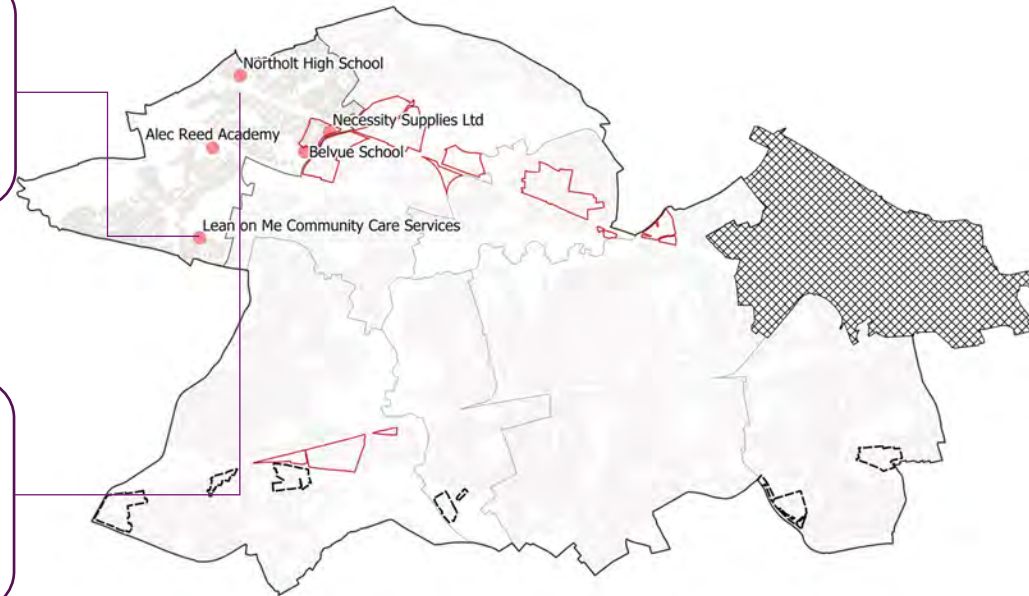 Northolt High School
Necessity Supplies Ltd
Alec Reed Academy
Belvue School
Lean on Me Community Care Services